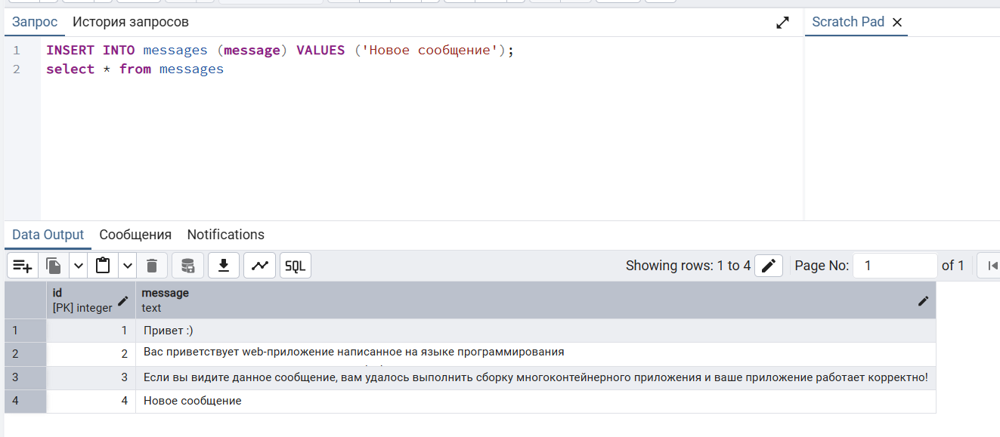 Запрос История запросов Scratch Pad
1 INSERT INTO messages (message) VALUES ('Новое сообщение');
2 select * from messages
Data Output Сообщения Notifications
SQL Showing rows: 1 to 4 Page No: 1 of 1
id message
[PK] integer text
1 1 Привет :)
2 2 Вас приветствует web-приложение написанное на языке программирования
3 3 Если вы видите данное сообщение, вам удалось выполнить сборку многоконтейнерного приложения и ваше приложение работает корректно!
4 4 Новое сообщение